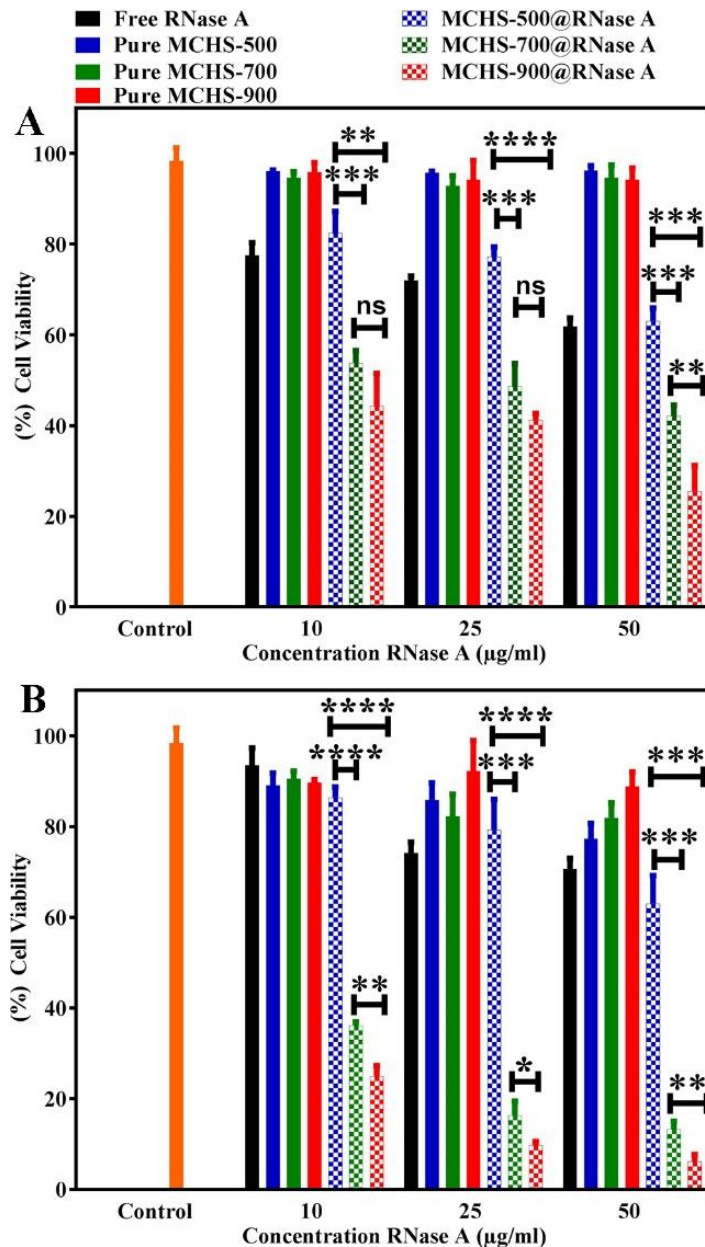 Free RNase A
Pure MCHS-500
Pure MCHS-700
Pure MCHS-900
MCHS-500@RNase A
MCHS-700@RNase A
MCHS-900@RNase A
A
100
80
60
40
20
0
(%) Cell Viability
**
***
ns
****
***
ns
***
***
**
Control 10 25 50
Concentration RNase A (µg/ml)
B
100
80
60
40
20
0
(%) Cell Viability
****
****
**
****
***
*
***
***
**
Control 10 25 50
Concentration RNase A (µg/ml)